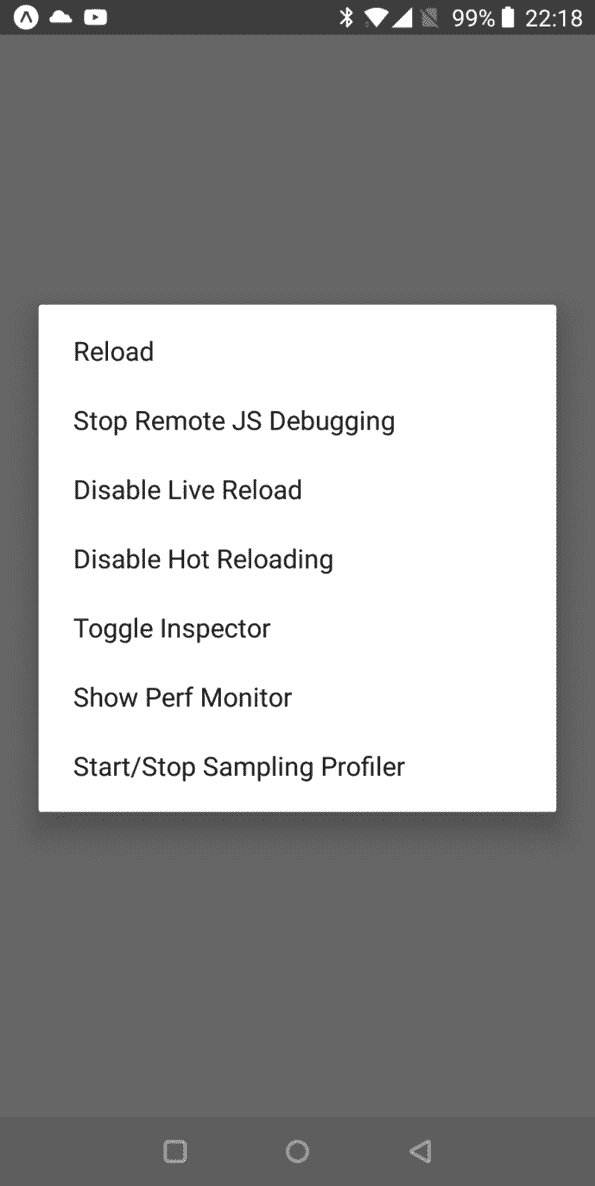 99% 22:18
Reload
Stop Remote JS Debugging
Disable Live Reload
Disable Hot Reloading
Toggle Inspector
Show Perf Monitor
Start/Stop Sampling Profiler